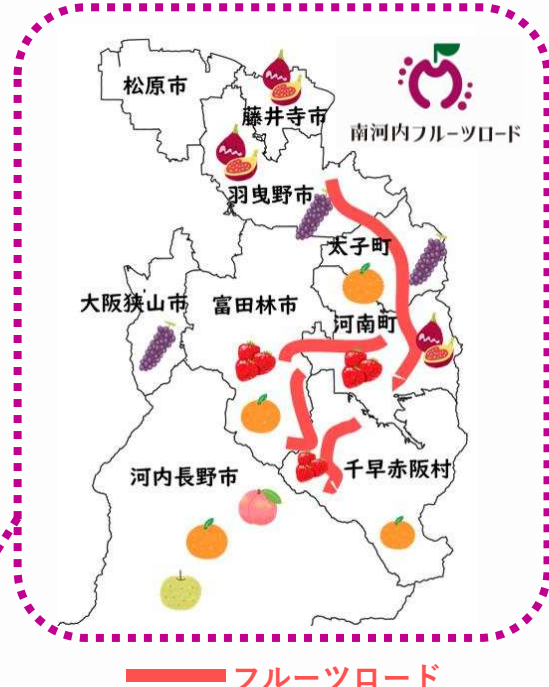 松原市
藤井寺市
南河内フルーツロード
羽曳野市
太子町
大阪狭山市
富田林市
河南町
河内長野市
千早赤阪村
フルーツロード